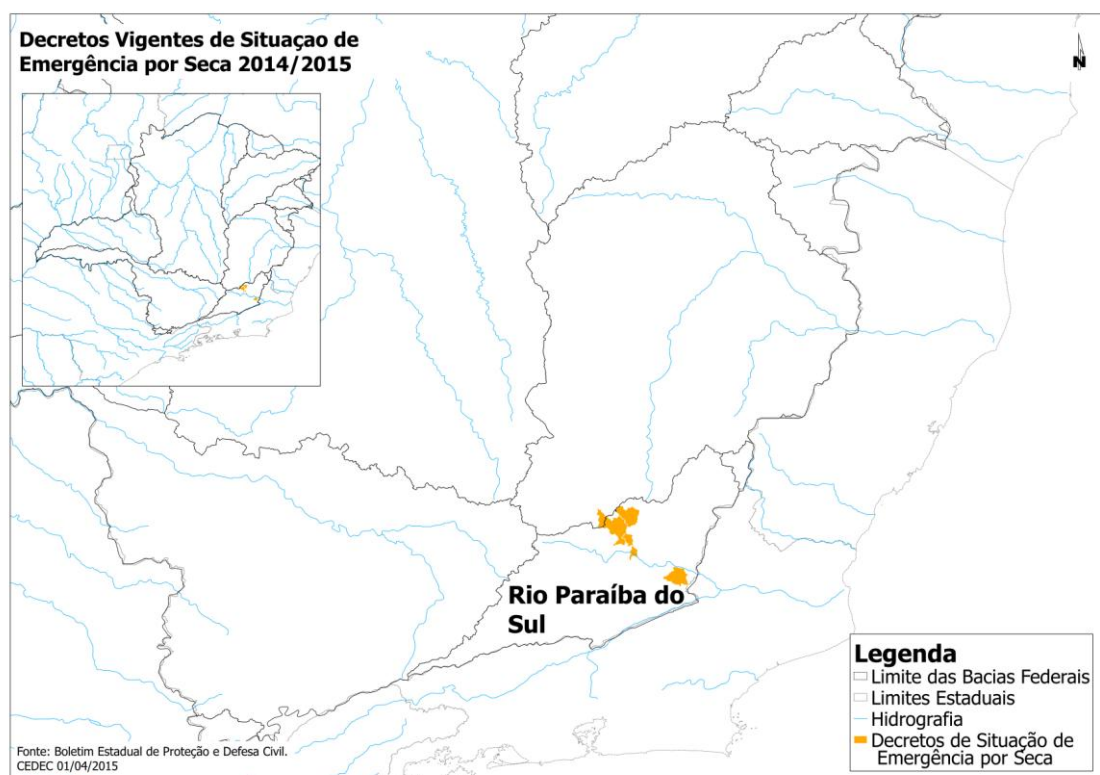 Decretos Vigentes de Situaçao de
Emergência por Seca 2014/2015
N
Rio Paraíba do
Sul
Legenda
Limite das Bacias Federais
Limites Estaduais
Hidrografia
Decretos de Situação de
Emergência por Seca
Fonte: Boletim Estadual de Proteção e Defesa Civil.
CEDEC 01/04/2015